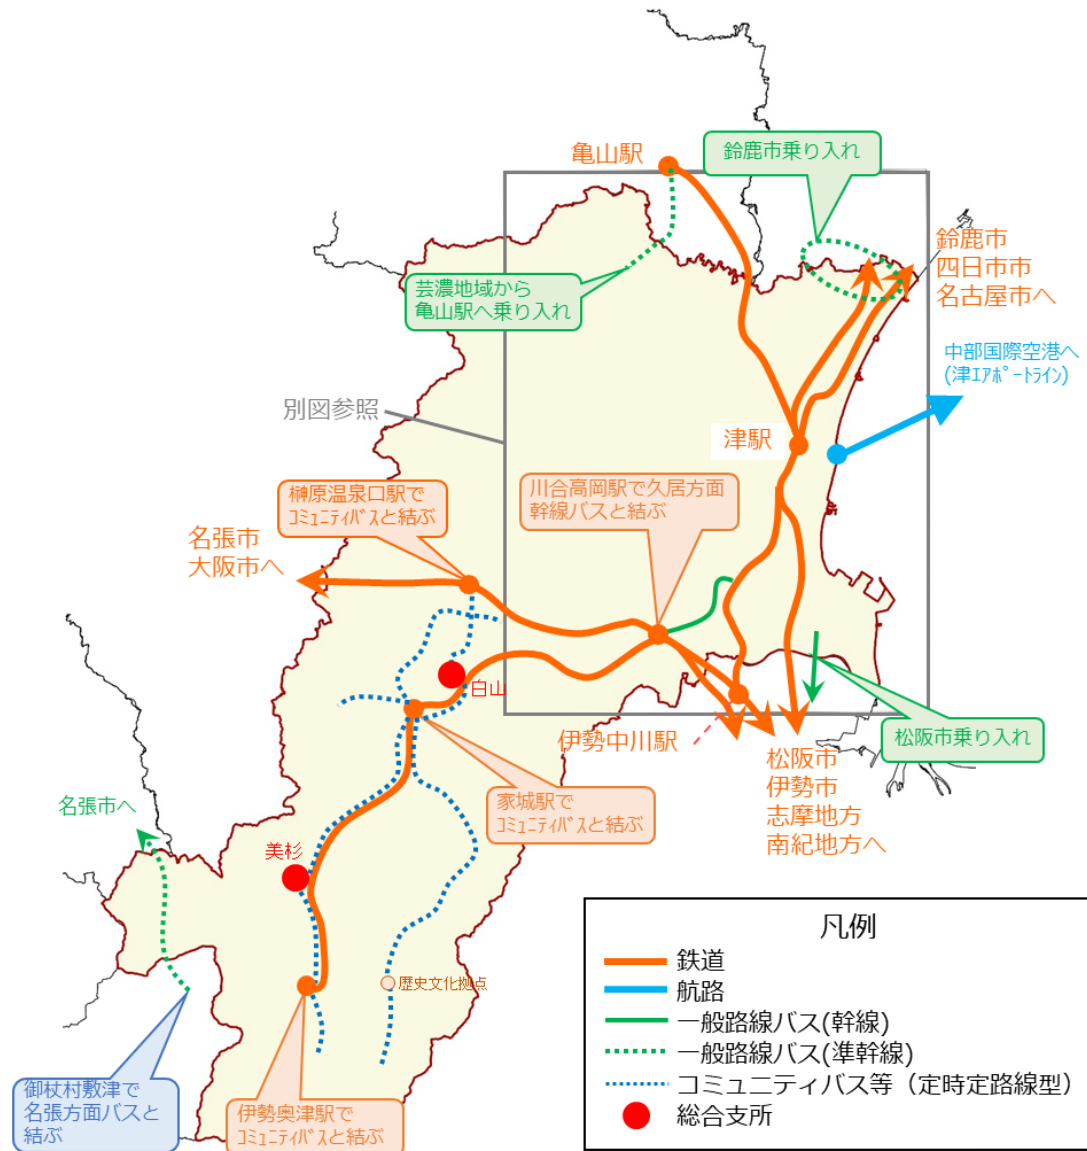 亀山駅
鈴鹿市乗り入れ
鈴鹿市
四日市市
名古屋市へ
芸濃地域から
亀山駅へ乗り入れ
中部国際空港へ
(津ｴｱﾎﾟｰﾄライン)
別図参照
津駅
榊原温泉口駅で
ｺﾐｭﾆﾃｨﾊﾞｽと結ぶ
川合高岡駅で久居方面
幹線バスと結ぶ
名張市
大阪市へ
白山
伊勢中川駅
松阪市乗り入れ
松阪市
伊勢市
志摩地方
南紀地方へ
家城駅で
ｺﾐｭﾆﾃｨﾊﾞｽと結ぶ
名張市へ
美杉
歴史文化拠点
御杖村敷津で
名張方面バスと
結ぶ
伊勢奥津駅で
ｺﾐｭﾆﾃｨﾊﾞｽと結ぶ
凡例
鉄道
航路
一般路線バス(幹線)
一般路線バス(準幹線)
コミュニティバス等（定時定路線型）
総合支所